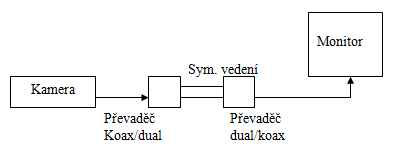 Monitor
Sym. vedení
Kamera
Převaděč
Koax/dual
Převaděč
dual/koax